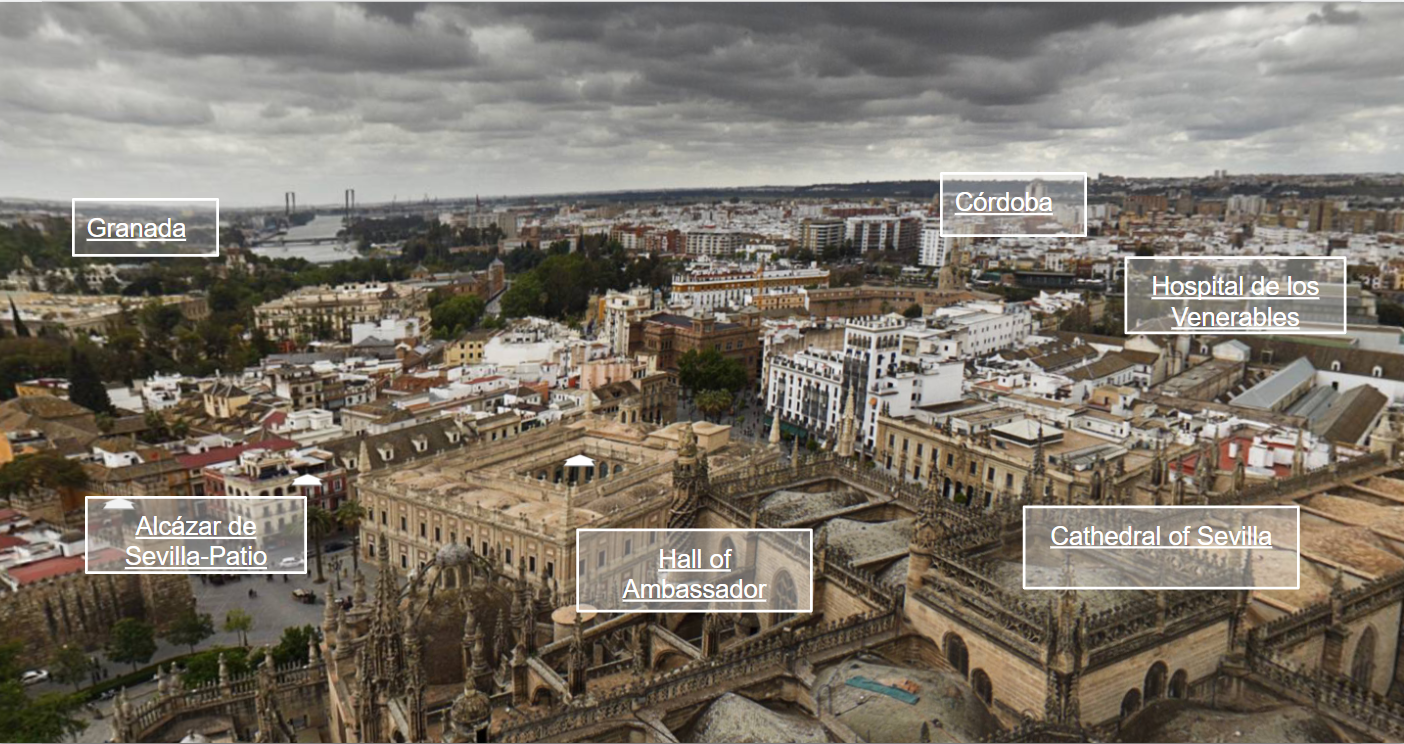 Granada
Córdoba
Hospital de los
Venerables
Alcázar de
Sevilla-Patio
Hall of
Ambassador
Cathedral of Sevilla